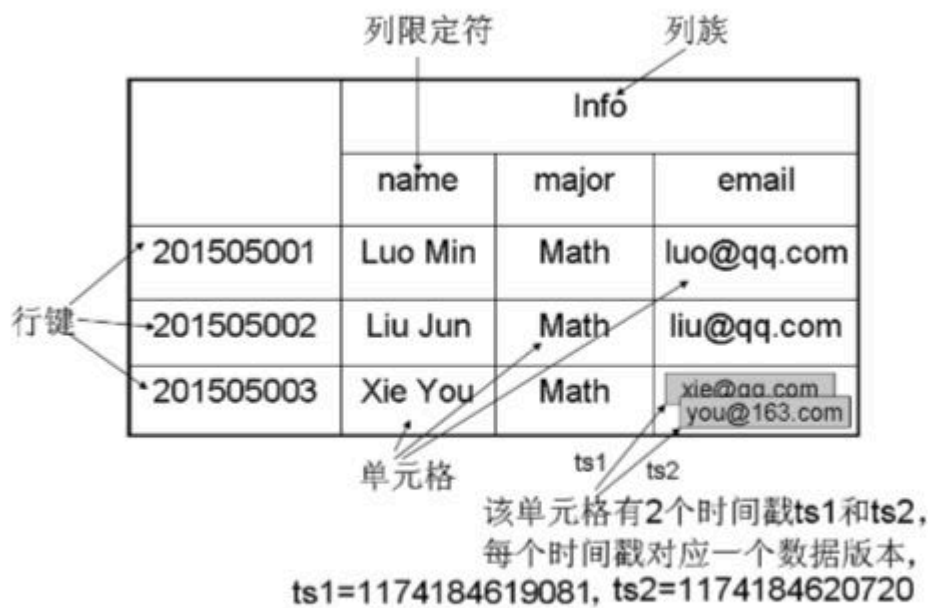 列限定符 列族
Info
name major email
201505001 Luo Min Math luo@qq.com
行键
201505002 Liu Jun Math liu@qq.com
201505003 Xie You Math xie@qq.com
you@163.com
单元格 ts1 ts2
该单元格有2个时间戳ts1和ts2，
每个时间戳对应一个数据版本，
ts1=1174184619081, ts2=1174184620720